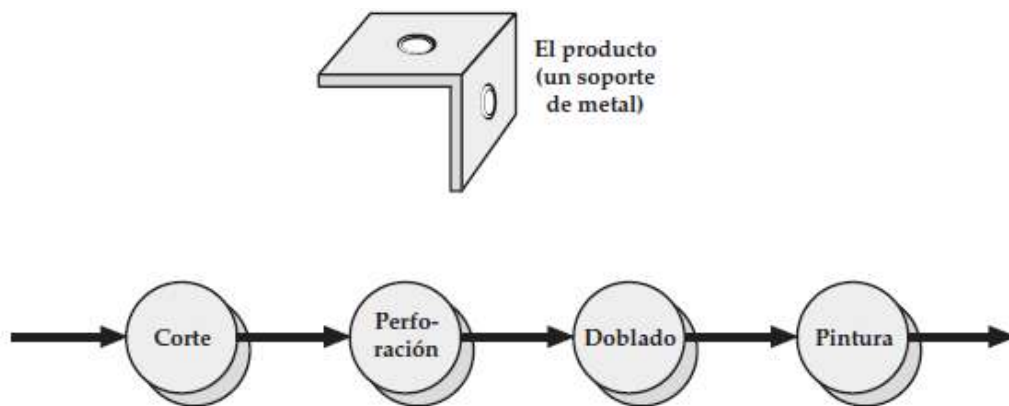 El producto
(un soporte
de metal)
Corte
Perfo-
ración
Doblado
Pintura